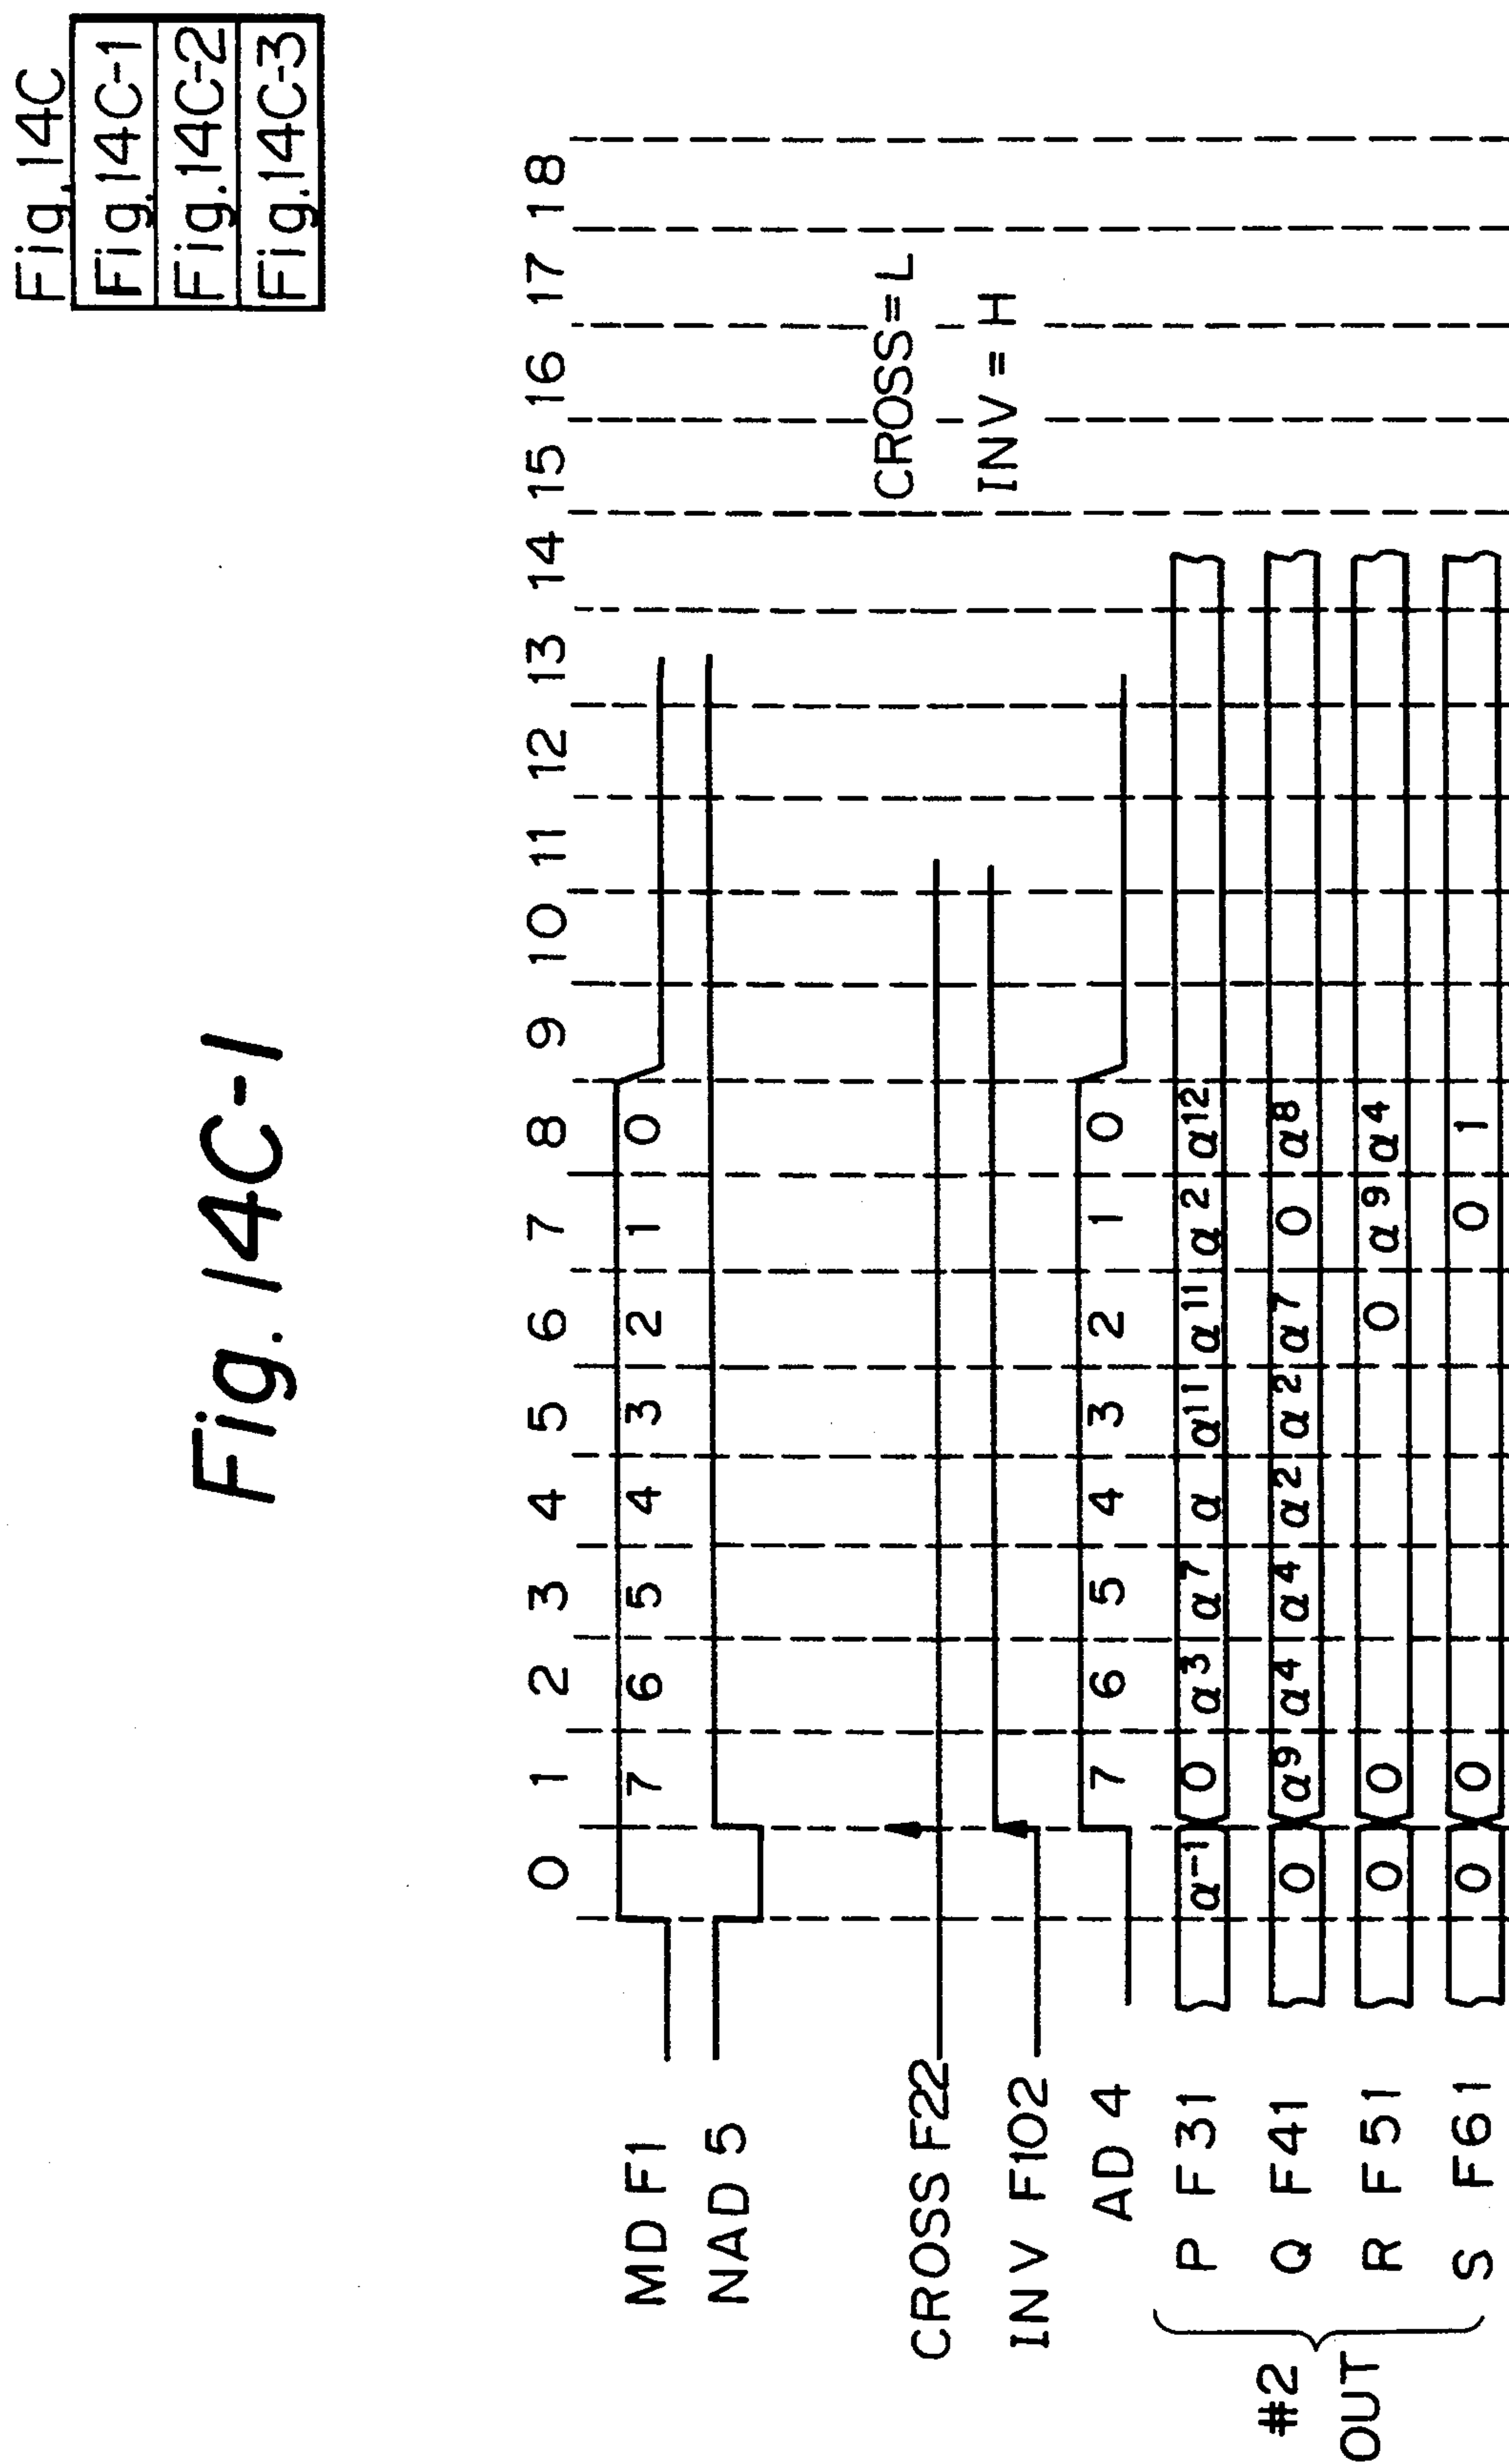 Fig. 14C
Fig. 14C-1
Fig. 14C-2
Fig. 14C-3
Fig. 14C-1
0 1 2 3 4 5 6 7 8 9 10 11 12 13 14 15 16 17 18
MD F1 7 6 5 4 3 2 1 0
NAD 5
CROSS F22 CROSS = L
INV F102 INV = H
AD 4 7 6 5 4 3 2 1 0
#2 OUT
P F31 α⁻¹ 0 α³ α⁷ α α¹¹ α¹¹ α² α¹²
Q F41 0 α⁹ α⁴ α⁴ α² α² α⁷ 0 α⁸
R F51 0 0 0 α⁹ α⁴
S F61 0 0 0 1